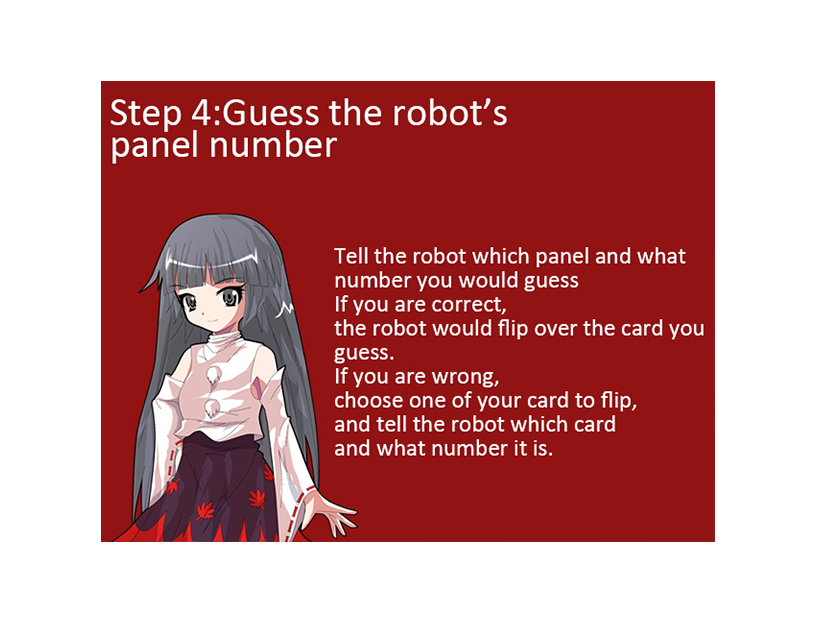 Step 4:Guess the robot’s
panel number
Tell the robot which panel and what
number you would guess
If you are correct,
the robot would flip over the card you
guess.
If you are wrong,
choose one of your card to flip,
and tell the robot which card
and what number it is.